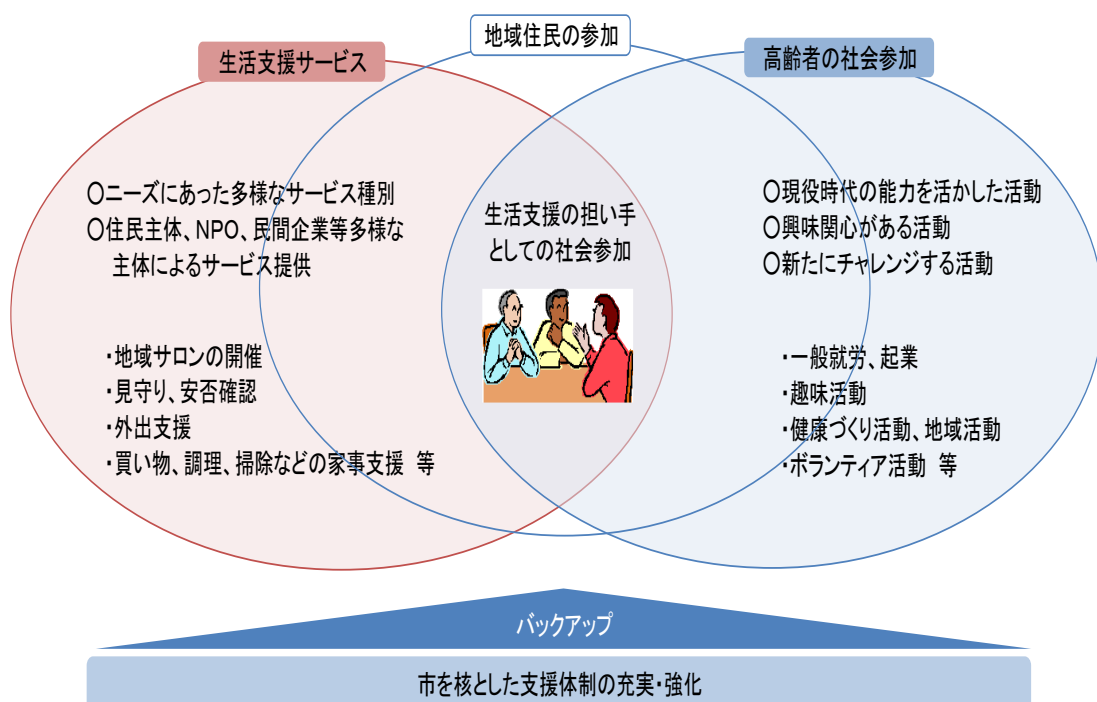 地域住民の参加
生活支援サービス
高齢者の社会参加
〇ニーズにあった多様なサービス種別
〇住民主体、NPO、民間企業等多様な
主体によるサービス提供
・地域サロンの開催
・見守り、安否確認
・外出支援
・買い物、調理、掃除などの家事支援 等
生活支援の担い手
としての社会参加
〇現役時代の能力を活かした活動
〇興味関心がある活動
〇新たにチャレンジする活動
・一般就労、起業
・趣味活動
・健康づくり活動、地域活動
・ボランティア活動 等
バックアップ
市を核とした支援体制の充実・強化